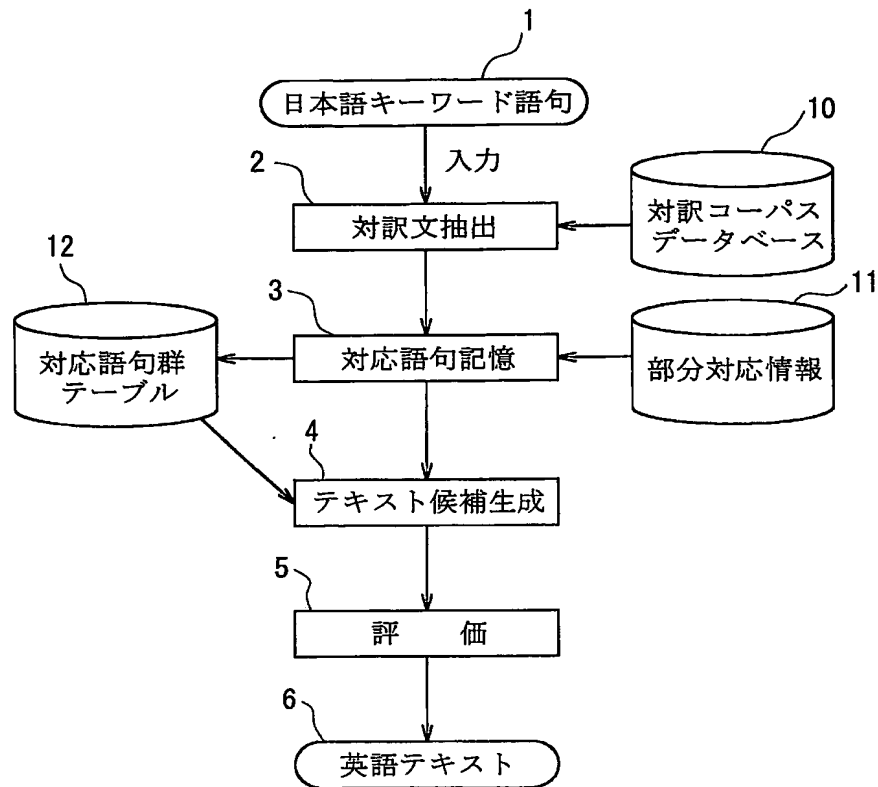 1
日本語キーワード語句
入力
10
対訳コーパス
データベース
2
対訳文抽出
12
対応語句群
テーブル
3
対応語句記憶
11
部分対応情報
4
テキスト候補生成
5
評 価
6
英語テキスト